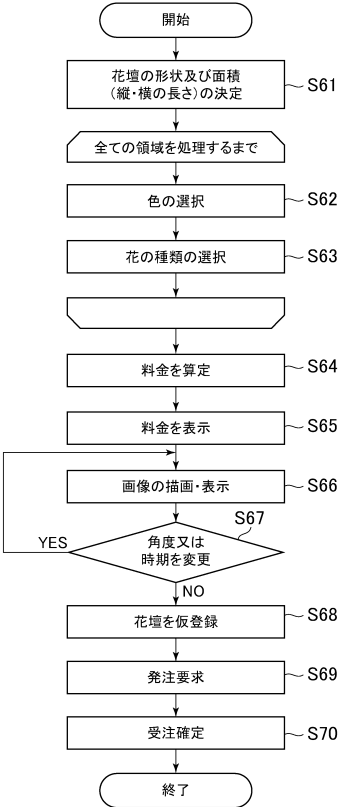 開始
花壇の形状及び面積
(縦・横の長さ)の決定
S61
全ての領域を処理するまで
色の選択
S62
花の種類の選択
S63
料金を算定
S64
料金を表示
S65
画像の描画・表示
S66
S67
YES
角度又は
時期を変更
NO
花壇を仮登録
S68
発注要求
S69
受注確定
S70
終了